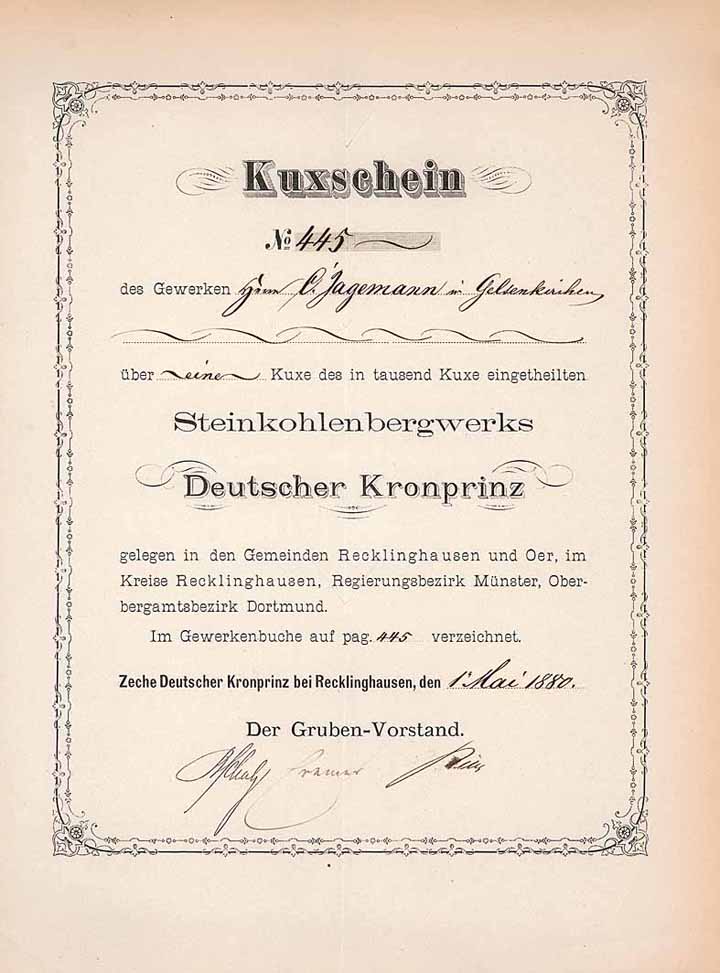 Kuxschein
No 445
des Gewerken Herrn C. Jagemann in Gelsenkirchen
über eine Kuxe des in tausend Kuxe eingetheilten
Steinkohlenbergwerks
Deutscher Kronprinz
gelegen in den Gemeinden Recklinghausen und Oer, im
Kreise Recklinghausen, Regierungsbezirk Münster, Ober-
bergamtsbezirk Dortmund.
Im Gewerkenbuche auf pag. 445 verzeichnet.
Zeche Deutscher Kronprinz bei Recklinghausen, den 1. Mai 1880.
Der Gruben-Vorstand.
Cremer